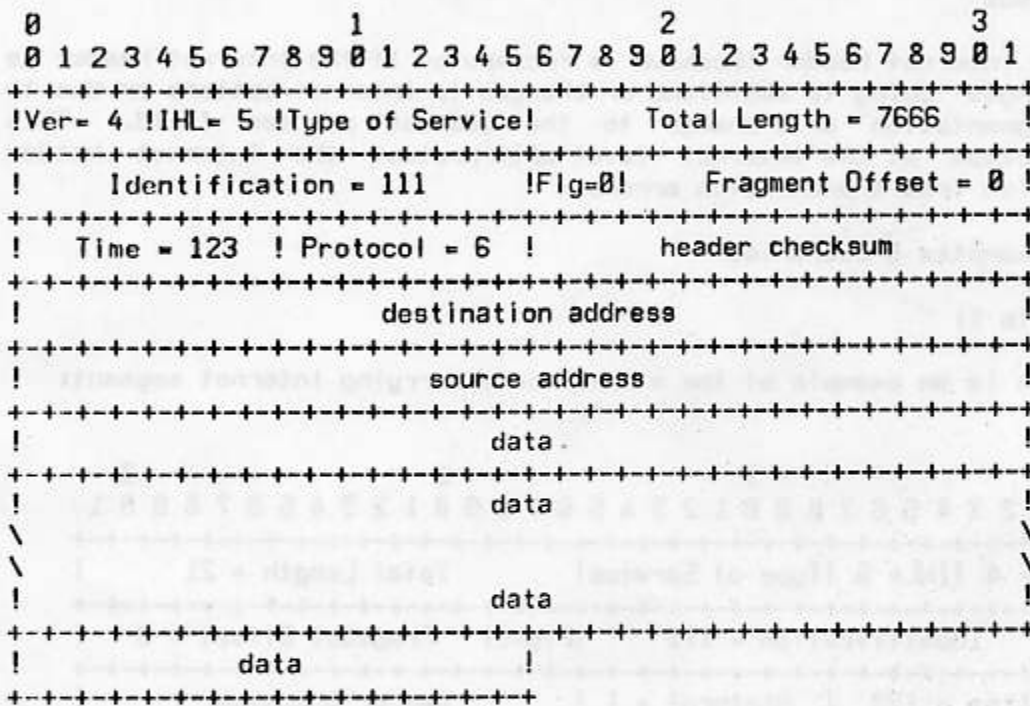 0 1 2 3
0 1 2 3 4 5 6 7 8 9 0 1 2 3 4 5 6 7 8 9 0 1 2 3 4 5 6 7 8 9 0 1
+-+-+-+-+-+-+-+-+-+-+-+-+-+-+-+-+-+-+-+-+-+-+-+-+-+-+-+-+-+-+-+-+
!Ver= 4 !!IHL= 5 !Type of Service! Total Length = 7666 !
+-+-+-+-+-+-+-+-+-+-+-+-+-+-+-+-+-+-+-+-+-+-+-+-+-+-+-+-+-+-+-+-+
! Identification = 111 !Flg=0! Fragment Offset = 0 !
+-+-+-+-+-+-+-+-+-+-+-+-+-+-+-+-+-+-+-+-+-+-+-+-+-+-+-+-+-+-+-+-+
! Time = 123 ! Protocol = 6 ! header checksum !
+-+-+-+-+-+-+-+-+-+-+-+-+-+-+-+-+-+-+-+-+-+-+-+-+-+-+-+-+-+-+-+-+
! destination address !
+-+-+-+-+-+-+-+-+-+-+-+-+-+-+-+-+-+-+-+-+-+-+-+-+-+-+-+-+-+-+-+-+
! source address !
+-+-+-+-+-+-+-+-+-+-+-+-+-+-+-+-+-+-+-+-+-+-+-+-+-+-+-+-+-+-+-+-+
! data !
+-+-+-+-+-+-+-+-+-+-+-+-+-+-+-+-+-+-+-+-+-+-+-+-+-+-+-+-+-+-+-+-+
! data !
\ \
\ \
! data !
+-+-+-+-+-+-+-+-+-+-+-+-+-+-+-+-+-+-+-+-+-+-+-+-+-+-+-+-+-+-+-+-+
! data !
+-+-+-+-+-+-+-+-+-+-+-+-+-+-+-+-+